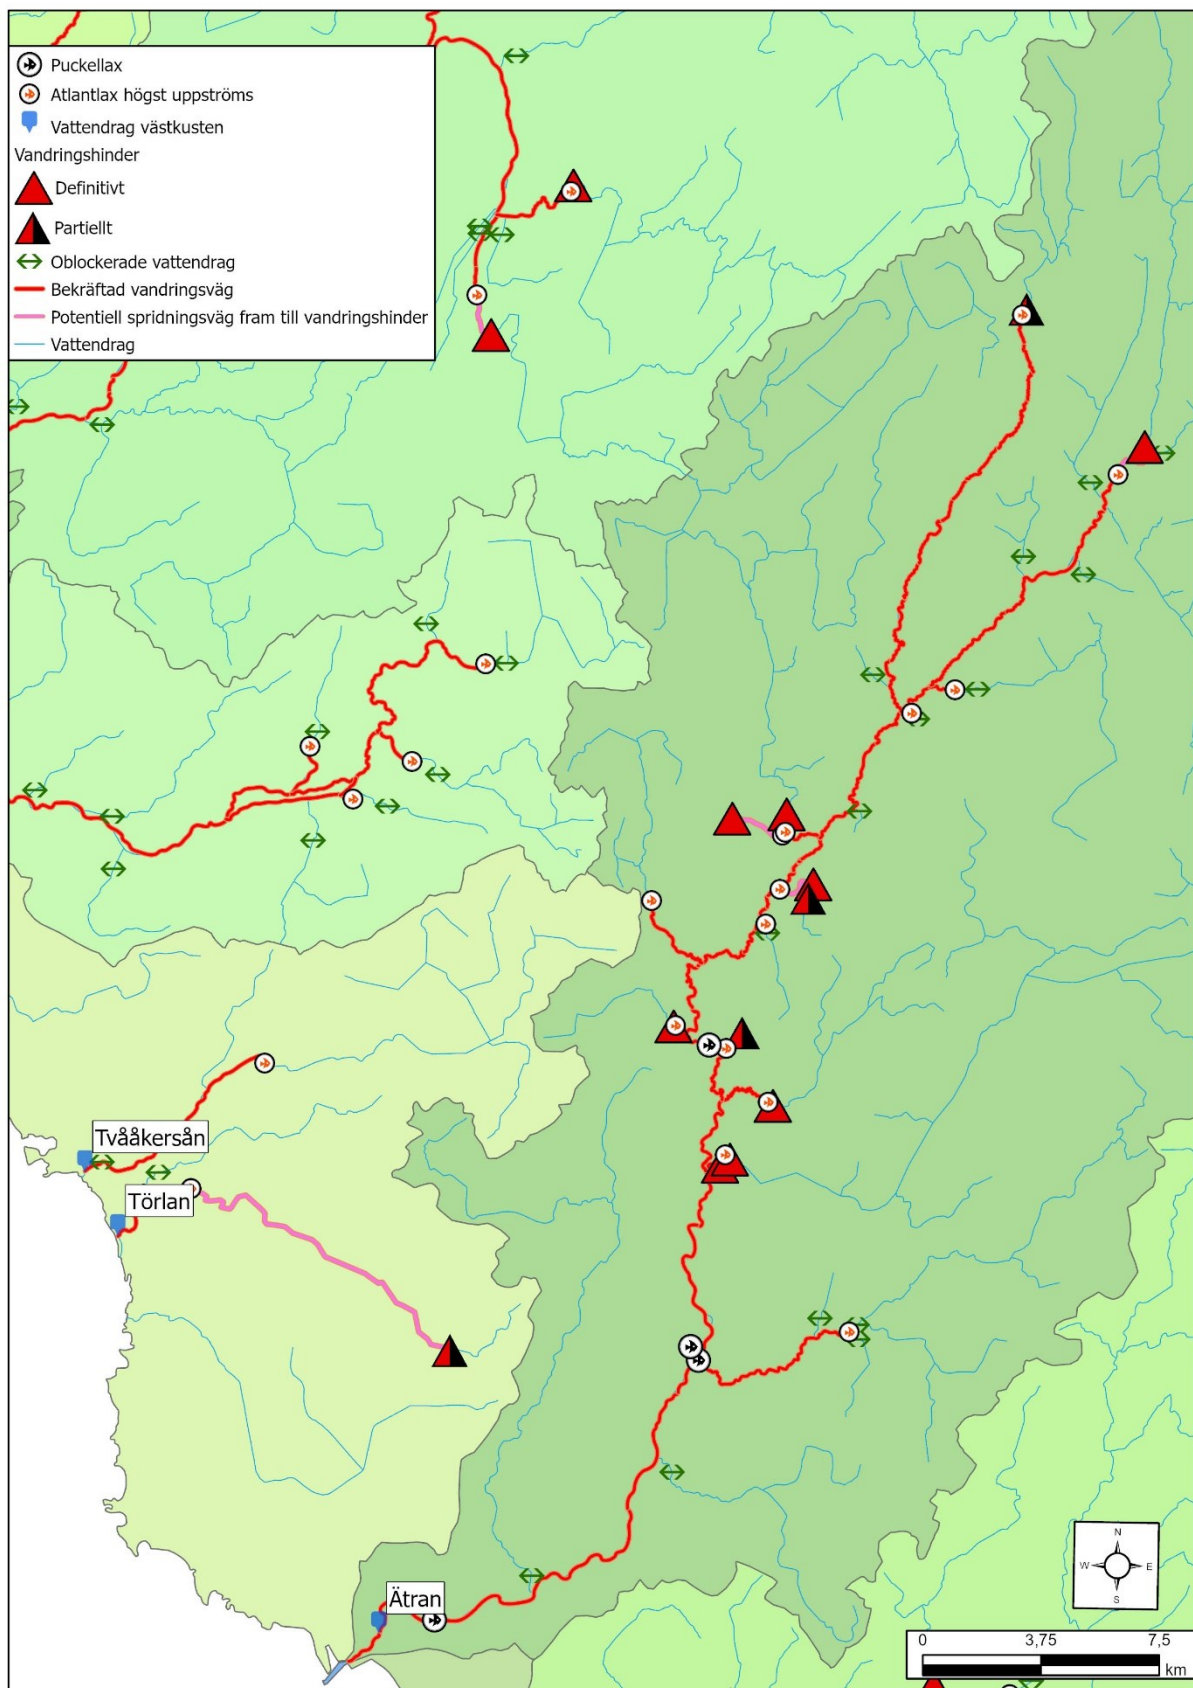 Puckellax
Atlantlax högst uppströms
Vattendrag västkusten
Vandringshinder
Definitivt
Partiellt
Oblockerade vattendrag
Bekräftad vandringsväg
Potentiell spridningsväg fram till vandringshinder
Vattendrag
Tvååkersån
Törlan
Ätran
N
W E
S
0 3,75 7,5
km